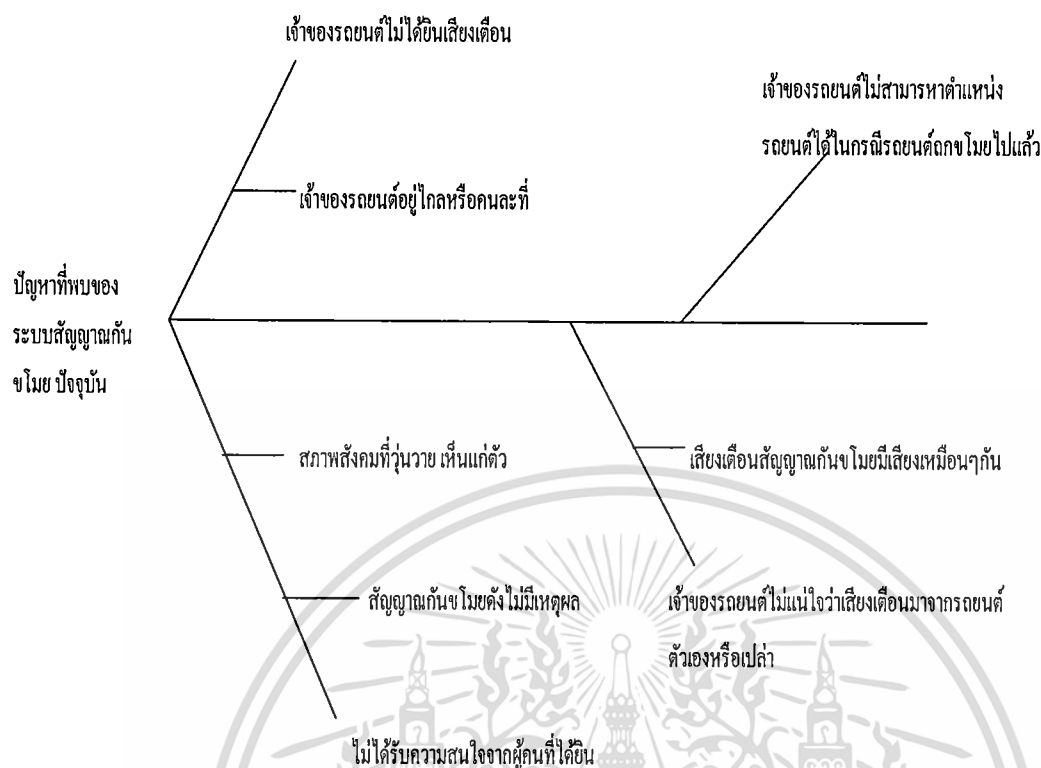 เจ้าของรถยนต์ไม่ได้ยินเสียงเตือน
เจ้าของรถยนต์ไม่สามารหาตำแหน่ง
รถยนต์ได้ในกรณีรถยนต์ถกขโมยไปแล้ว
เจ้าของรถยนต์อยู่ไกลหรือคนละที่
ปัญหาที่พบของ
ระบบสัญญาณกัน
ขโมย ปัจจุบัน
สภาพสังคมที่วุ่นวาย เห็นแก่ตัว
เสียงเตือนสัญญาณกันขโมยมีเสียงเหมือนๆกัน
สัญญาณกันขโมยดังไม่มีเหตุผล
เจ้าของรถยนต์ไม่แน่ใจว่าเสียงเตือนมาจากรถยนต์
ตัวเองหรือเปล่า
ไม่ได้รับความสนใจจากผู้คนที่ได้ยิน